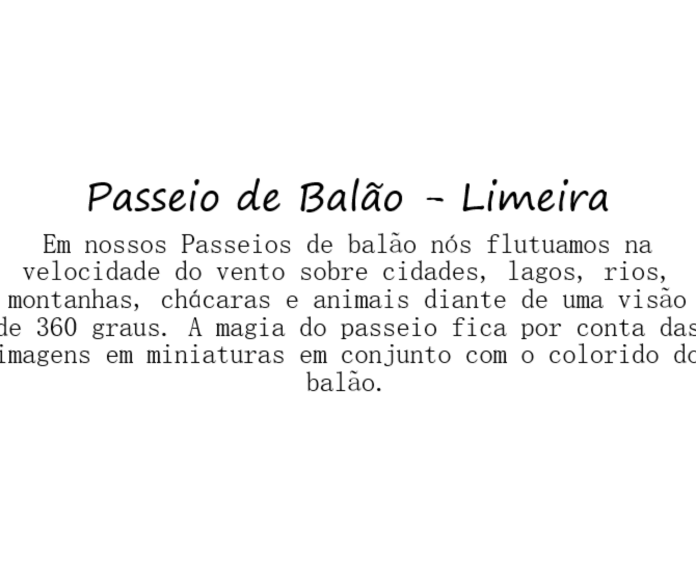 Passeio de Balão - Limeira
Em nossos Passeios de balão nós flutuamos na
velocidade do vento sobre cidades, lagos, rios,
montanhas, chácaras e animais diante de uma visão
de 360 graus. A magia do passeio fica por conta das
imagens em miniaturas em conjunto com o colorido do
balão.